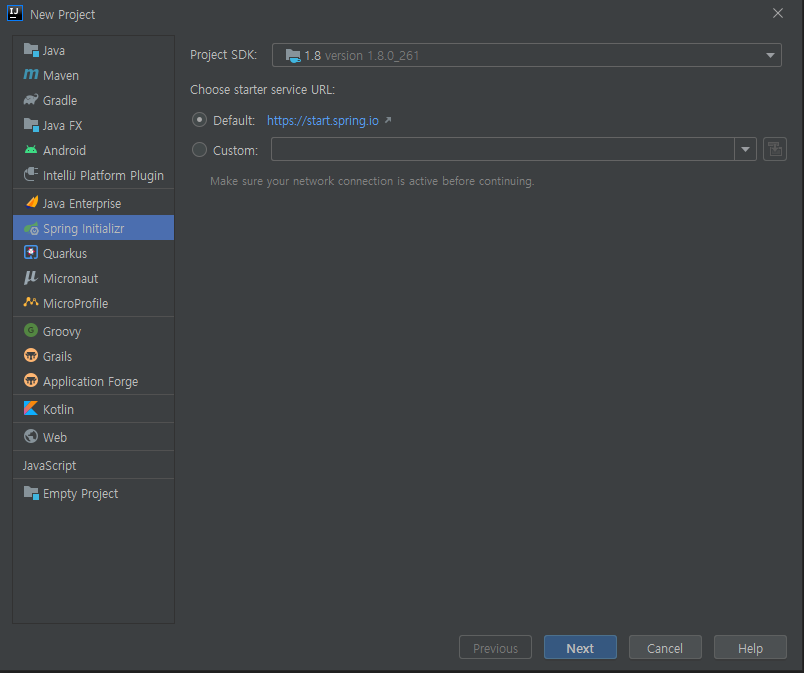 New Project
Java
Maven
Gradle
Java FX
Android
IntelliJ Platform Plugin
Java Enterprise
Spring Initializr
Quarkus
Micronaut
MicroProfile
Groovy
Grails
Application Forge
Kotlin
Web
JavaScript
Empty Project
Project SDK: 1.8 version 1.8.0_261
Choose starter service URL:
Default: https://start.spring.io ↗
Custom:
Make sure your network connection is active before continuing.
Previous Next Cancel Help